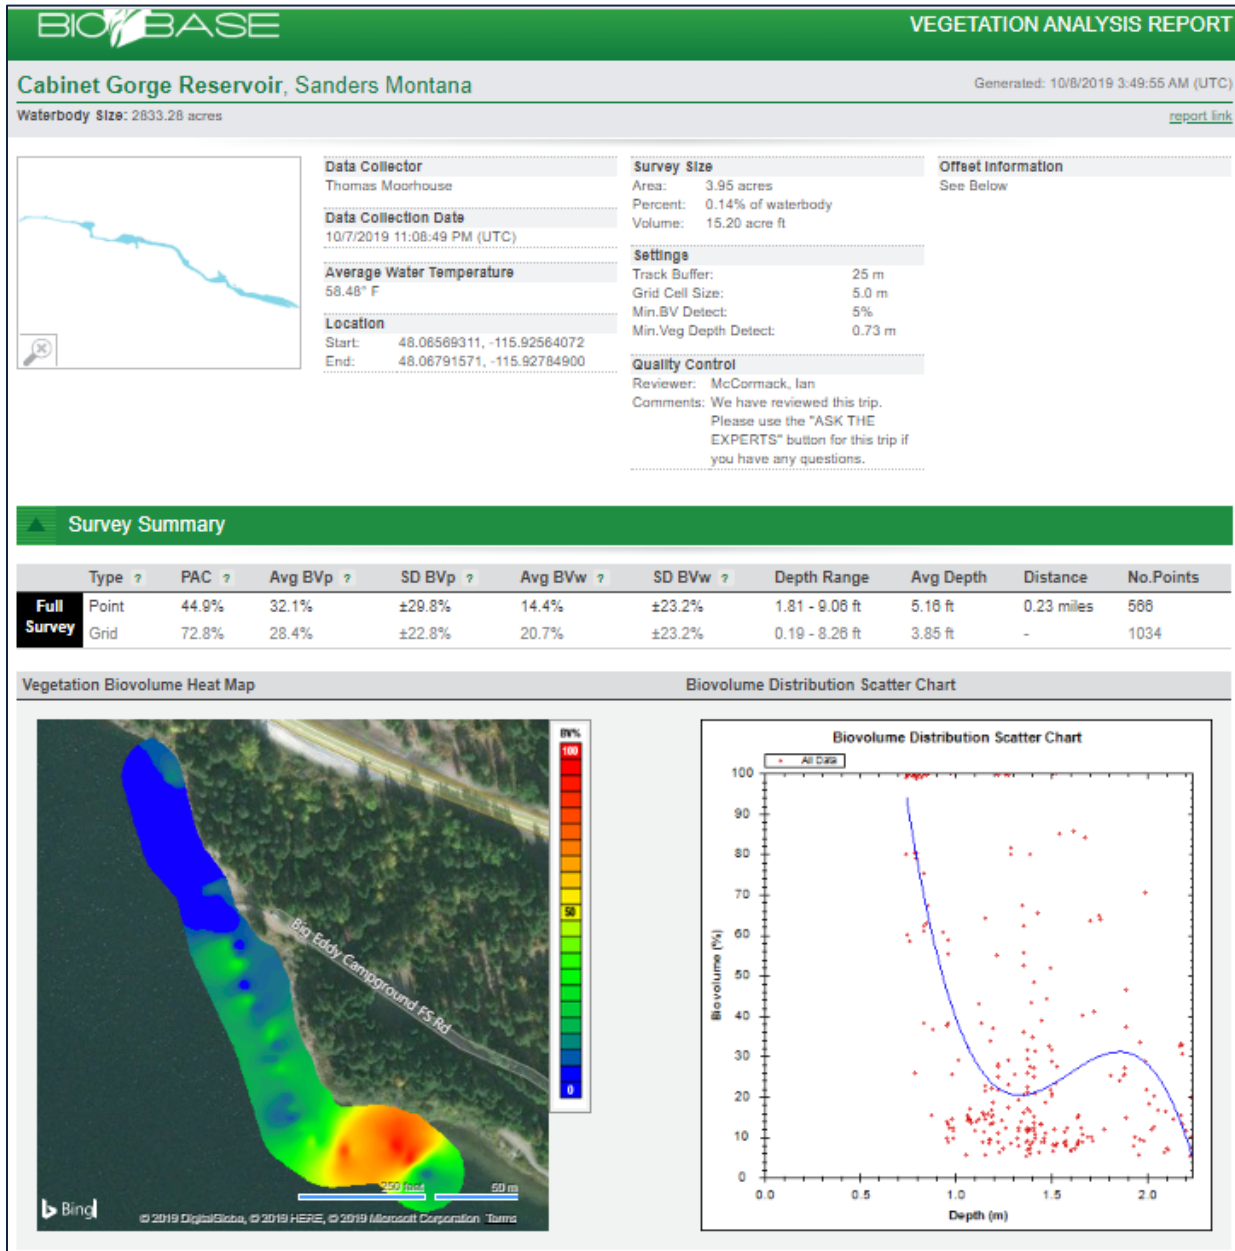 BIOBASE
VEGETATION ANALYSIS REPORT
Cabinet Gorge Reservoir, Sanders Montana
Generated: 10/8/2019 3:49:55 AM (UTC)
Waterbody Size: 2833.28 acres
report link
Data Collector
Thomas Moorhouse
Data Collection Date
10/7/2019 11:08:49 PM (UTC)
Average Water Temperature
58.48° F
Location
Start: 48.06569311, -115.92564072
End: 48.06791571, -115.92784900
Survey Size
Area: 3.95 acres
Percent: 0.14% of waterbody
Volume: 15.20 acre ft
Settings
Track Buffer: 25 m
Grid Cell Size: 5.0 m
Min.BV Detect: 5%
Min.Veg Depth Detect: 0.73 m
Quality Control
Reviewer: McCormack, Ian
Comments: We have reviewed this trip.
Please use the "ASK THE
EXPERTS" button for this trip if
you have any questions.
Offset Information
See Below
Survey Summary
Type ? PAC ? Avg BVp ? SD BVp ? Avg BVw ? SD BVw ? Depth Range Avg Depth Distance No.Points
Full Survey
Point 44.9% 32.1% ±29.8% 14.4% ±23.2% 1.81 - 9.06 ft 5.16 ft 0.23 miles 566
Grid 72.8% 28.4% ±22.8% 20.7% ±23.2% 0.19 - 8.26 ft 3.85 ft - 1034
Vegetation Biovolume Heat Map
Big Eddy Campground FS Rd
250 feet 50 m
Bing
© 2019 DigitalGlobe, © 2019 HERE, © 2019 Microsoft Corporation Terms
BV%
100
50
0
Biovolume Distribution Scatter Chart
Biovolume Distribution Scatter Chart
All Data
100
90
80
70
60
50
40
30
20
10
0
Biovolume (%)
0.0 0.5 1.0 1.5 2.0
Depth (m)